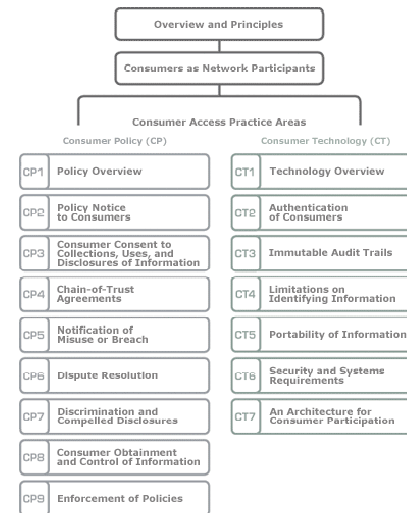 Overview and Principles
Consumers as Network Participants
Consumer Access Practice Areas
Consumer Policy (CP)
CP1 Policy Overview
CP2 Policy Notice
to Consumers
CP3 Consumer Consent to
Collections, Uses, and
Disclosures of Information
CP4 Chain-of-Trust
Agreements
CP5 Notification of
Misuse or Breach
CP6 Dispute Resolution
CP7 Discrimination and
Compelled Disclosures
CP8 Consumer Obtainment
and Control of Information
CP9 Enforcement of Policies
Consumer Technology (CT)
CT1 Technology Overview
CT2 Authentication
of Consumers
CT3 Immutable Audit Trails
CT4 Limitations on
Identifying Information
CT5 Portability of Information
CT6 Security and Systems
Requirements
CT7 An Architecture for
Consumer Participation